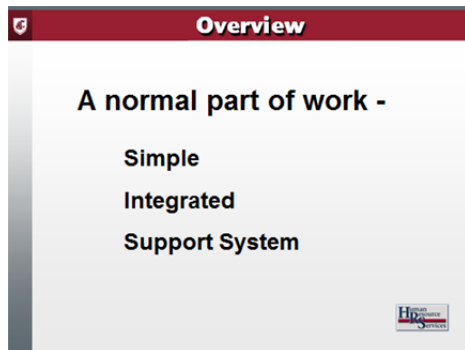 Overview
A normal part of work -
Simple
Integrated
Support System
Human
Resource
Services